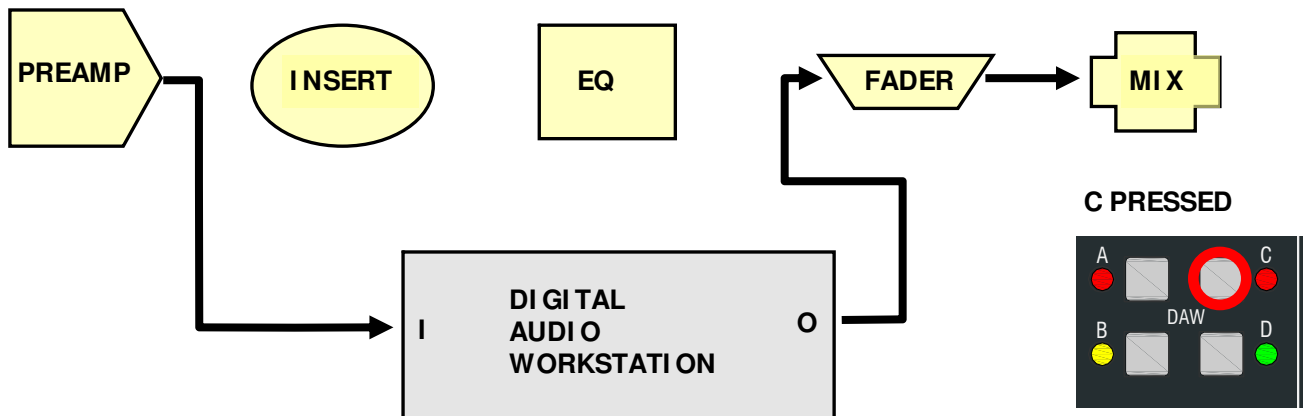 PREAMP
INSERT
EQ
FADER
MIX
C PRESSED
A
C
DAW
B
D
I
DIGITAL
AUDIO
WORKSTATION
O